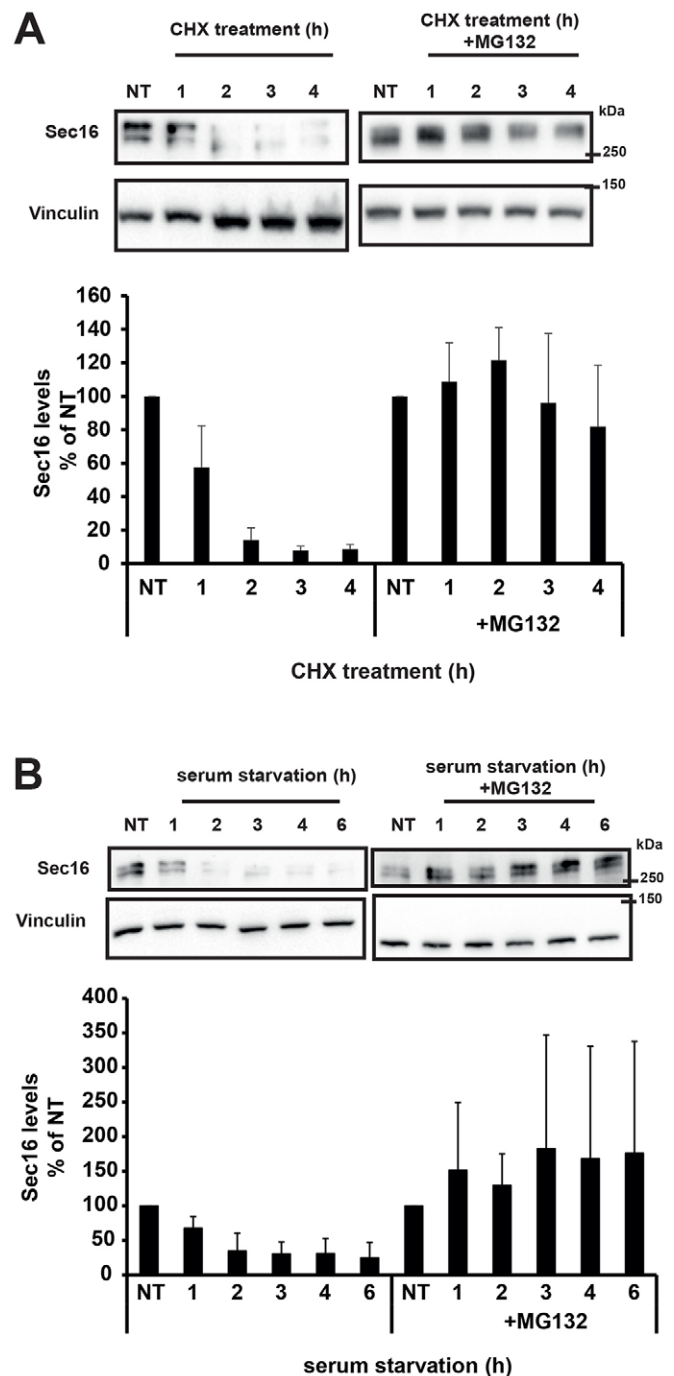 A
CHX treatment (h)
CHX treatment (h)
+MG132
NT 1 2 3 4
NT 1 2 3 4
kDa
Sec16
250
150
Vinculin
160
140
120
100
80
60
40
20
0
Sec16 levels
% of NT
NT 1 2 3 4 NT 1 2 3 4
+MG132
CHX treatment (h)
B
serum starvation (h)
serum starvation (h)
+MG132
NT 1 2 3 4 6
NT 1 2 3 4 6
kDa
Sec16
250
150
Vinculin
400
350
300
250
200
150
100
50
0
Sec16 levels
% of NT
NT 1 2 3 4 6 NT 1 2 3 4 6
+MG132
serum starvation (h)